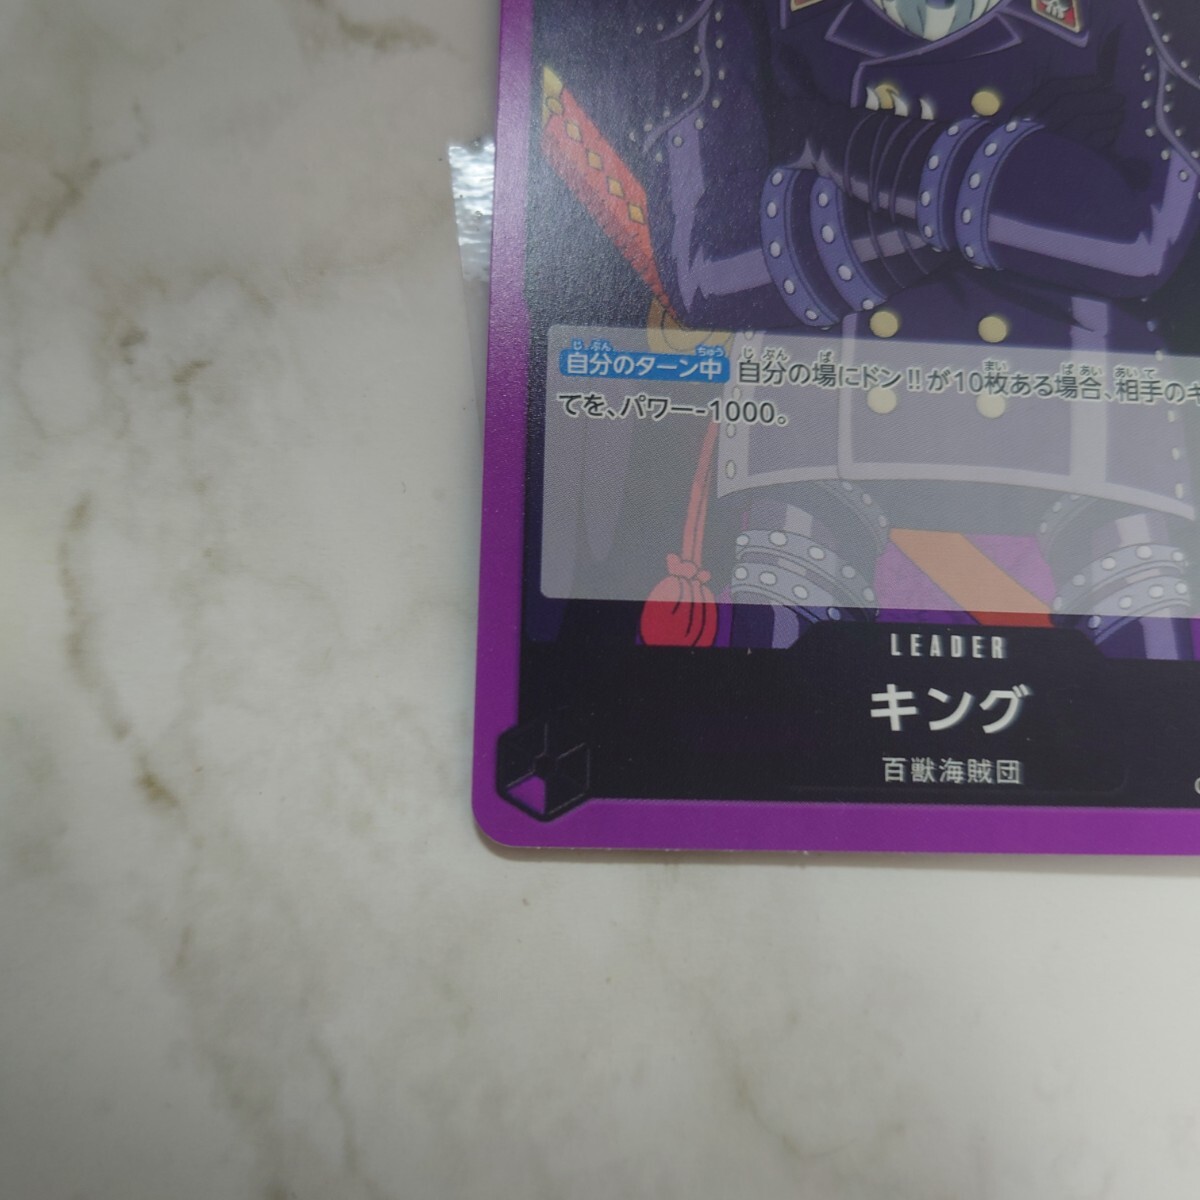 自分のターン中 自分の場にドン!!が10枚ある場合、相手のキ
てを、パワー-1000。
LEADER
キング
百獣海賊団